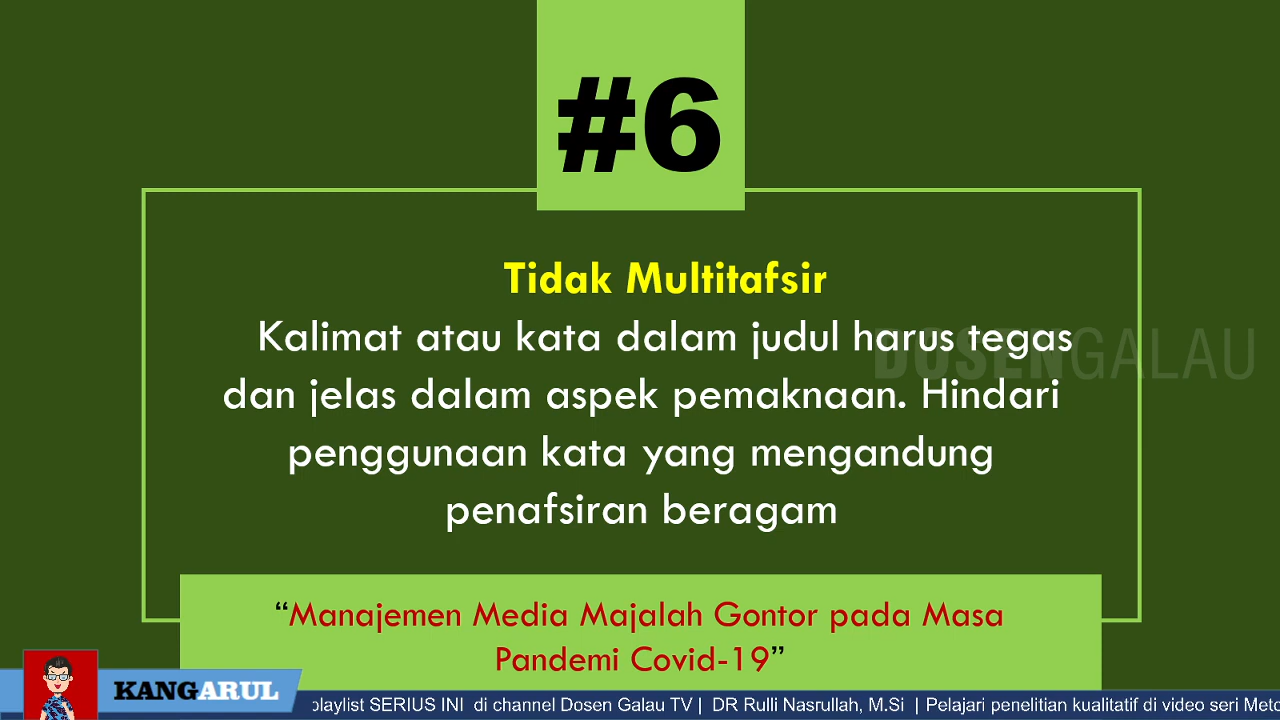 #6
Tidak Multitafsir
Kalimat atau kata dalam judul harus tegas
DOSENGALAU
dan jelas dalam aspek pemaknaan. Hindari
penggunaan kata yang mengandung
penafsiran beragam
“Manajemen Media Majalah Gontor pada Masa
Pandemi Covid-19”
KANGARUL
playlist SERIUS INI di channel Dosen Galau TV | DR Rulli Nasrullah, M.Si | Pelajari penelitian kualitatif di video seri